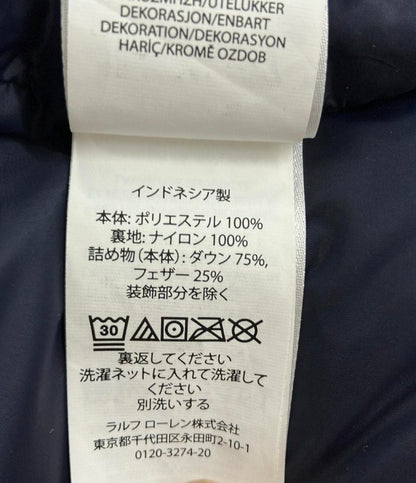 DEKORASJON/ENBART
DEKORATION/DEKORASYON
HARİÇ/KROMĚ OZDOB
インドネシア製
本体: ポリエステル 100%
裏地: ナイロン 100%
詰め物(本体): ダウン 75%,
フェザー 25%
装飾部分を除く
30
裏返してください
洗濯ネットに入れて洗濯して
ください
別洗いする
ラルフ ローレン株式会社
東京都千代田区永田町2-10-1
0120-3274-20